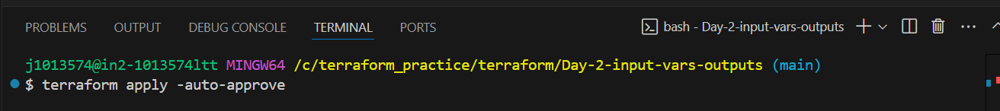 PROBLEMS OUTPUT DEBUG CONSOLE TERMINAL PORTS bash - Day-2-input-vars-outputs
j1013574@in2-1013574ltt MINGW64 /c/terraform_practice/terraform/Day-2-input-vars-outputs (main)
$ terraform apply -auto-approve